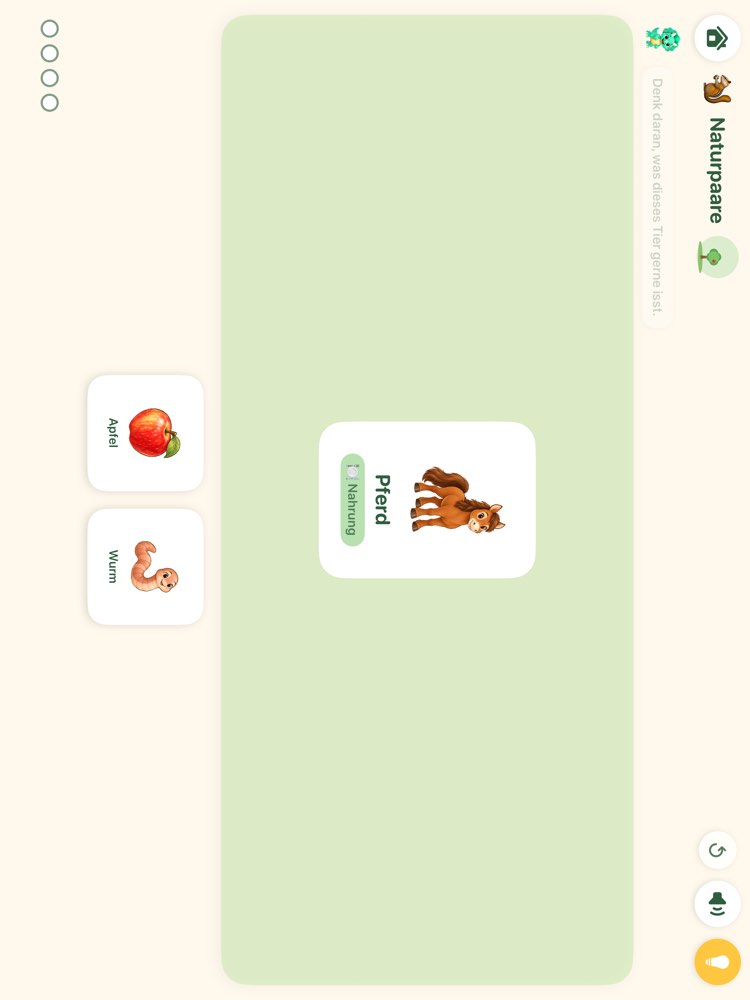 Naturpaare
Denk daran, was dieses Tier gerne isst.
Pferd
Nahrung
Apfel
Wurm